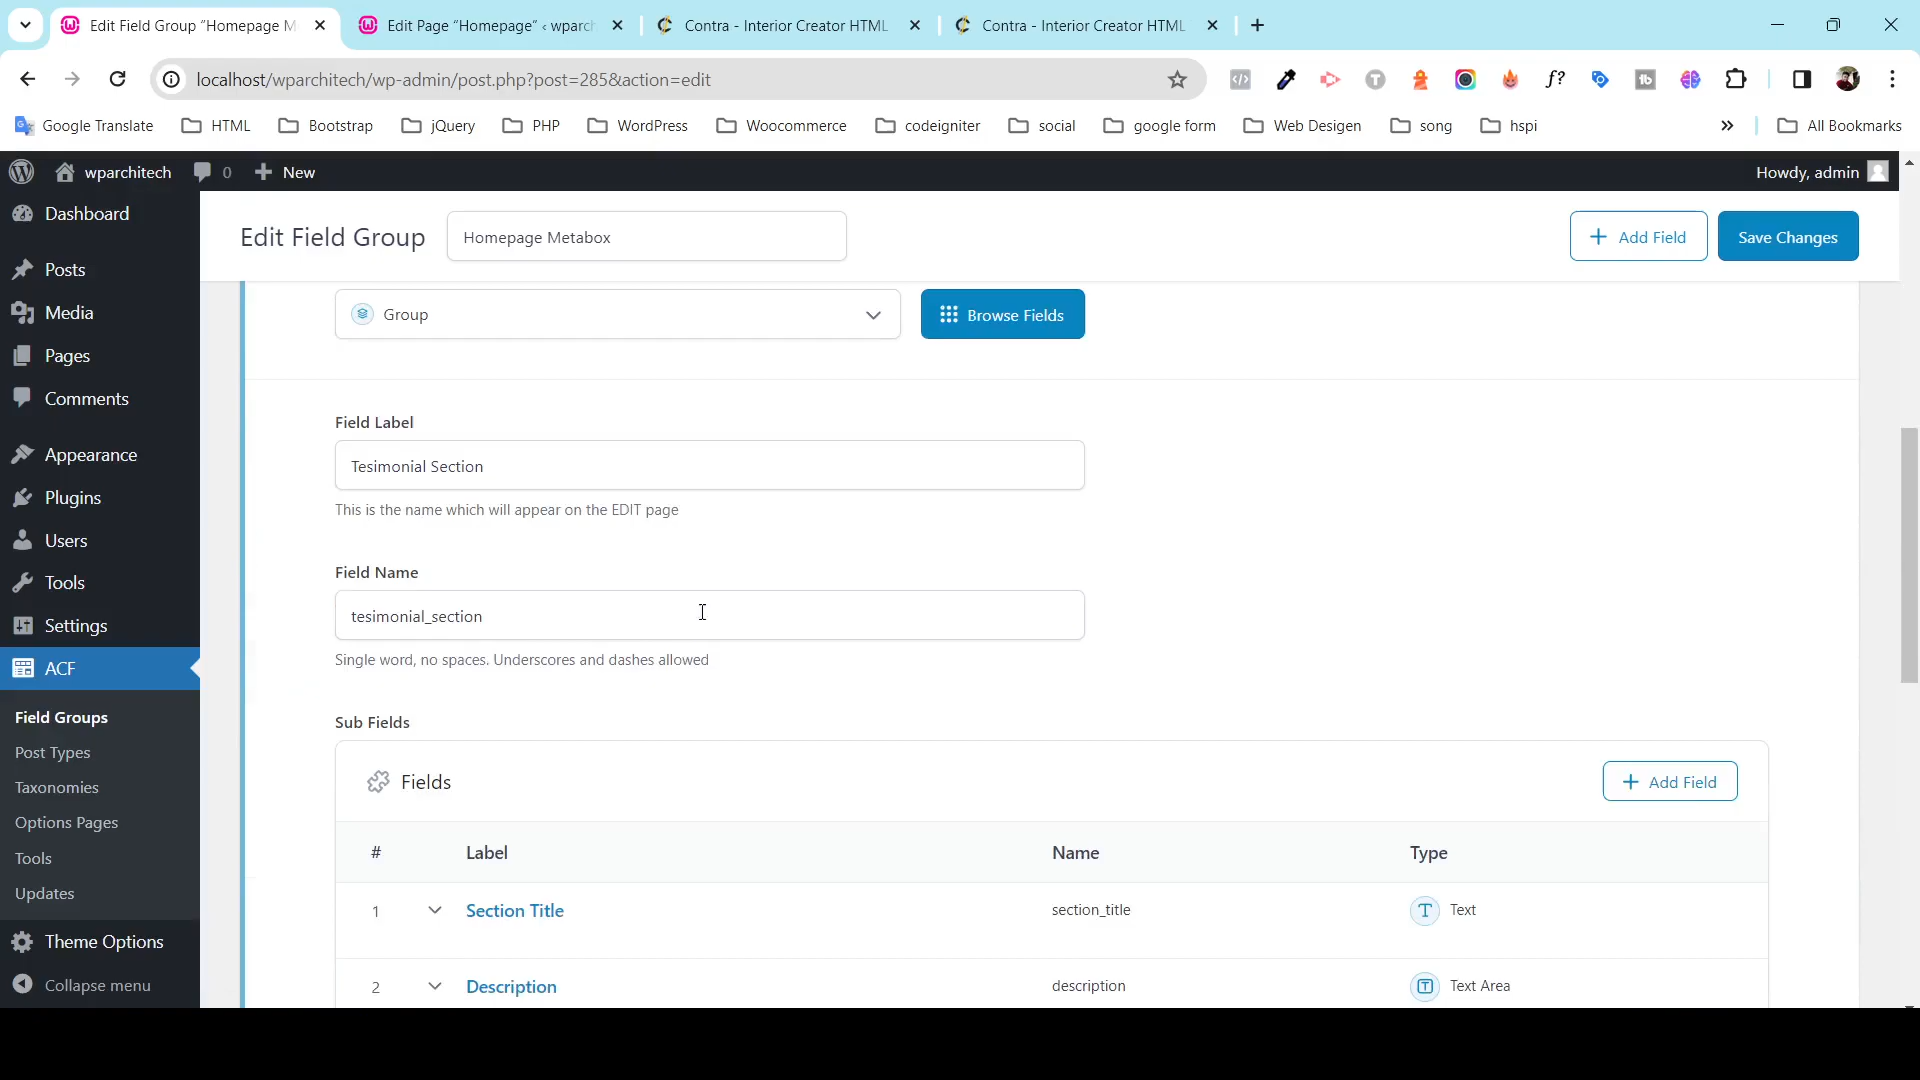 Edit Field Group "Homepage M
Edit Page "Homepage" ‹ wparch
Contra - Interior Creator HTML
Contra - Interior Creator HTML
localhost/wparchitech/wp-admin/post.php?post=285&action=edit
Google Translate
HTML
Bootstrap
jQuery
PHP
WordPress
Woocommerce
codeigniter
social
google form
Web Desigen
song
hspi
All Bookmarks
wparchitech
0
New
Howdy, admin
Dashboard
Posts
Media
Pages
Comments
Appearance
Plugins
Users
Tools
Settings
ACF
Field Groups
Post Types
Taxonomies
Options Pages
Tools
Updates
Theme Options
Collapse menu
Edit Field Group
Homepage Metabox
+ Add Field
Save Changes
Group
Browse Fields
Field Label
Tesimonial Section
This is the name which will appear on the EDIT page
Field Name
tesimonial_section
Single word, no spaces. Underscores and dashes allowed
Sub Fields
Fields
+ Add Field
# Label Name Type
1 Section Title section_title Text
2 Description description Text Area